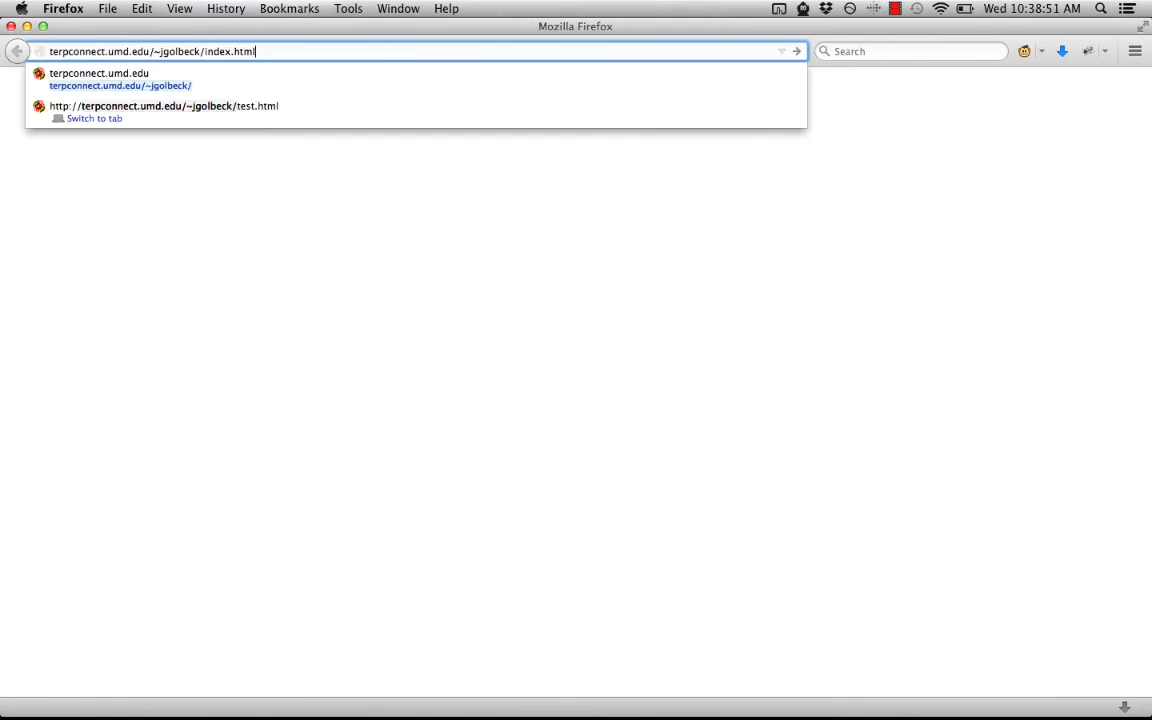 Firefox File Edit View History Bookmarks Tools Window Help Wed 10:38:51 AM
Mozilla Firefox
terpconnect.umd.edu/~jgolbeck/index.html Search
terpconnect.umd.edu
terpconnect.umd.edu/~jgolbeck/
http://terpconnect.umd.edu/~jgolbeck/test.html
Switch to tab